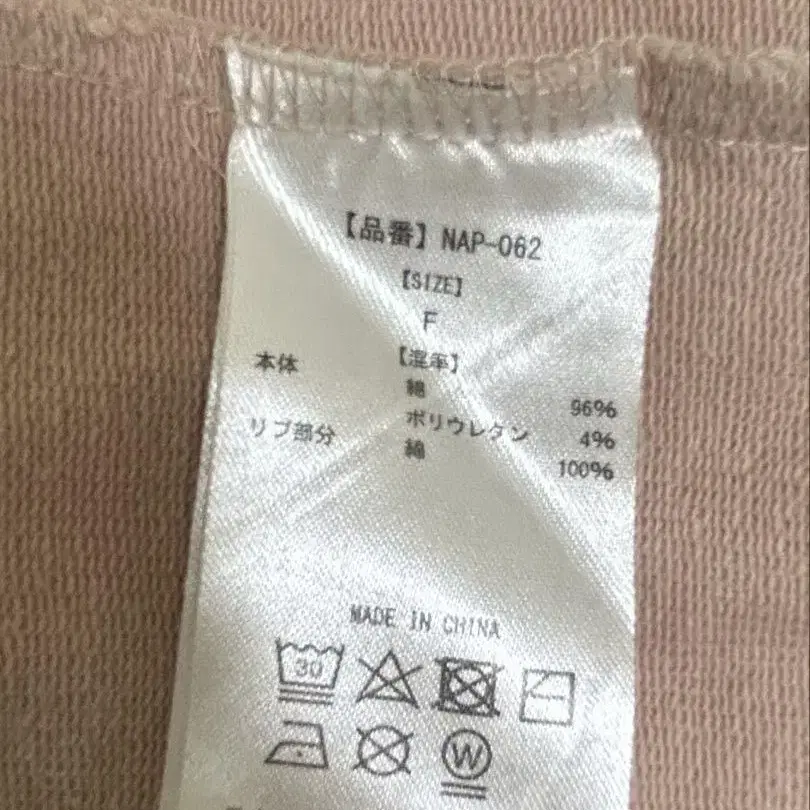 【品番】NAP-062
【SIZE】
F
【混率】
本体 綿 96%
ポリウレタン 4%
リブ部分 綿 100%
MADE IN CHINA
30
W